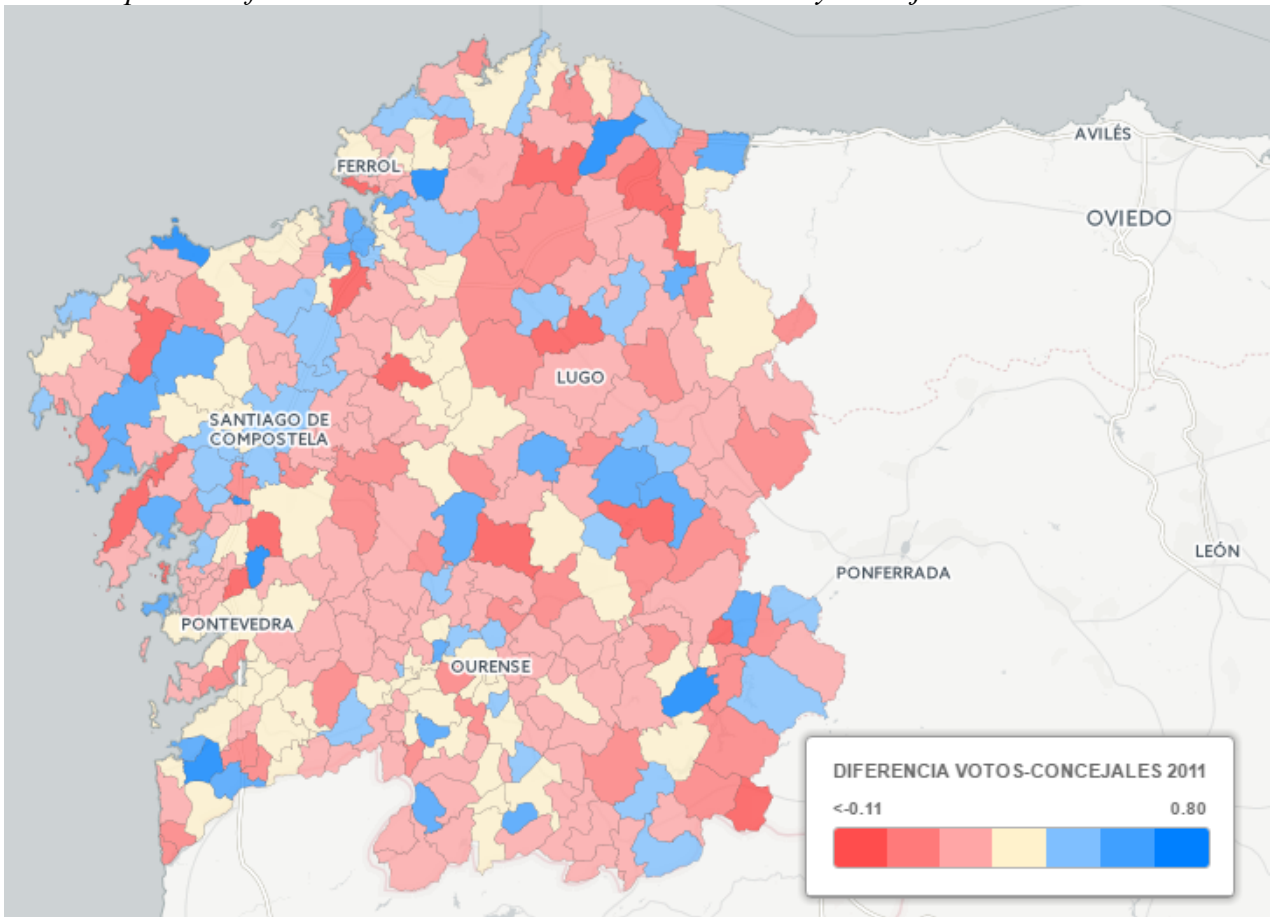 FERROL
AVILÉS
OVIEDO
LUGO
SANTIAGO DE
COMPOSTELA
LEÓN
PONFERRADA
PONTEVEDRA
OURENSE
DIFERENCIA VOTOS-CONCEJALES 2011
<-0.11 0.80